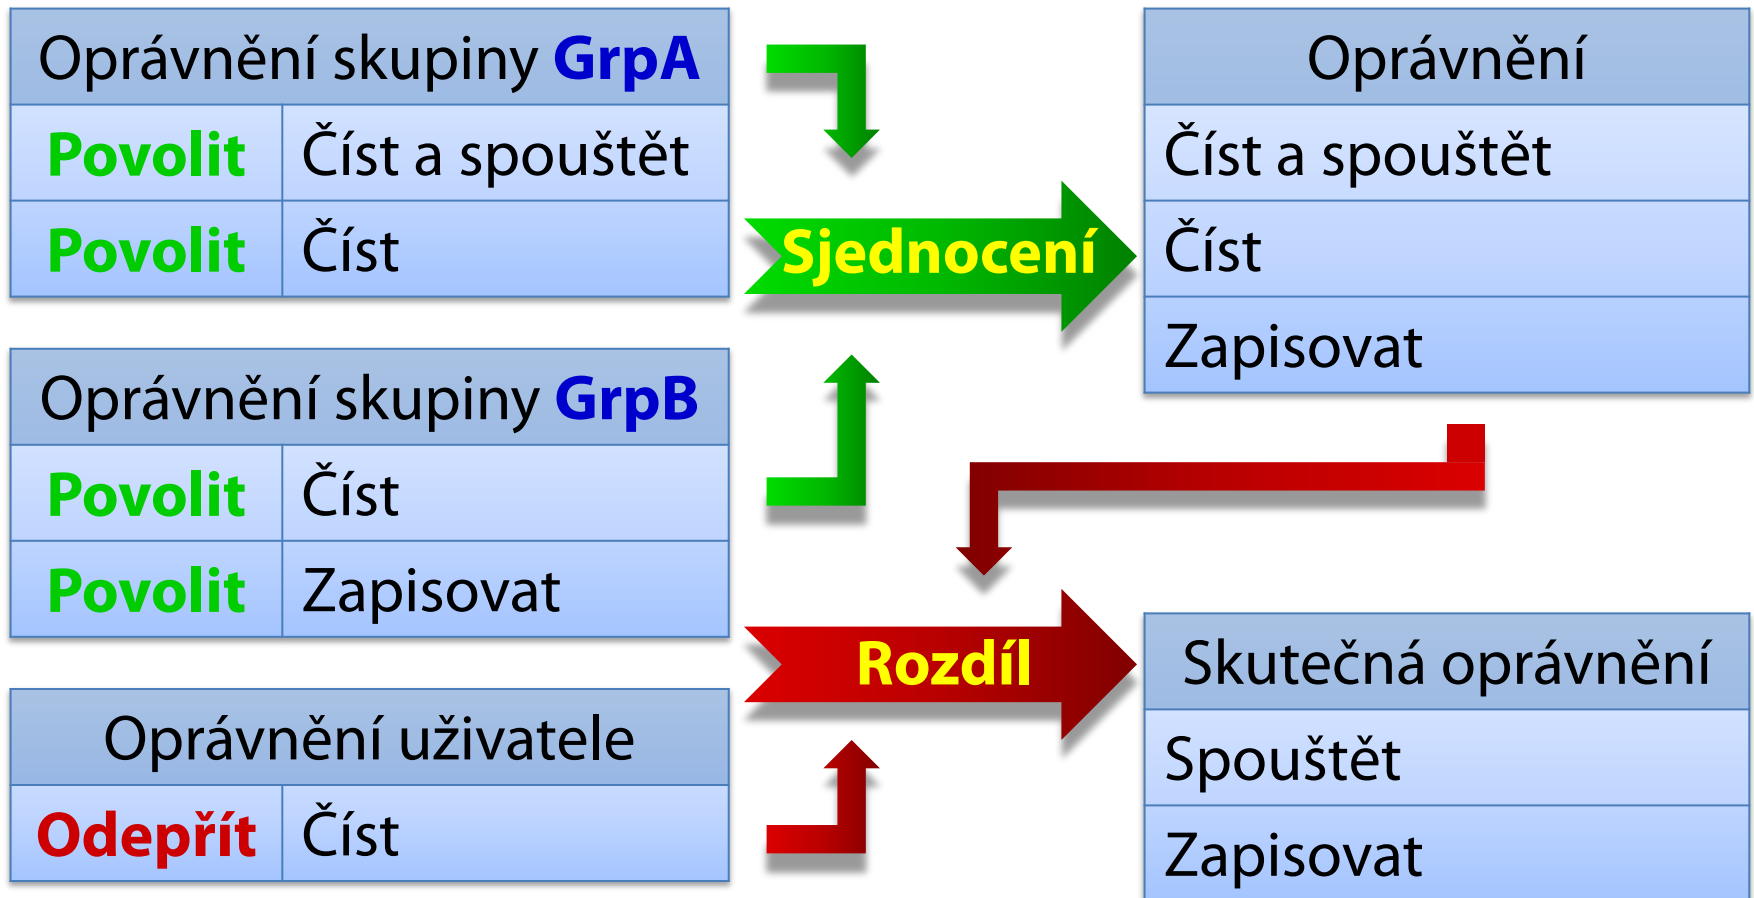 Oprávnění skupiny GrpA
Povolit Číst a spouštět
Povolit Číst
Sjednocení
Oprávnění
Číst a spouštět
Číst
Zapisovat
Oprávnění skupiny GrpB
Povolit Číst
Povolit Zapisovat
Oprávnění uživatele
Odepřít Číst
Rozdíl
Skutečná oprávnění
Spouštět
Zapisovat